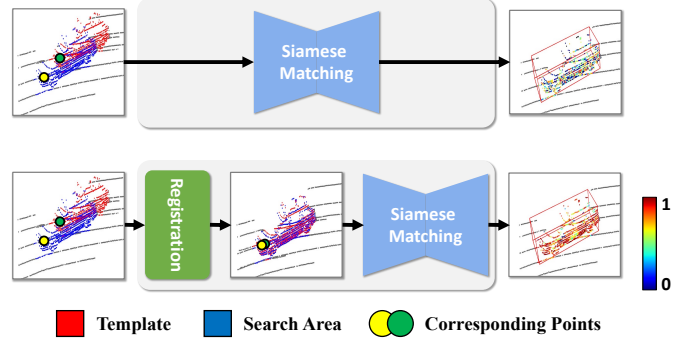 Siamese
Matching
Registration
Siamese
Matching
1
0
Template
Search Area
Corresponding Points